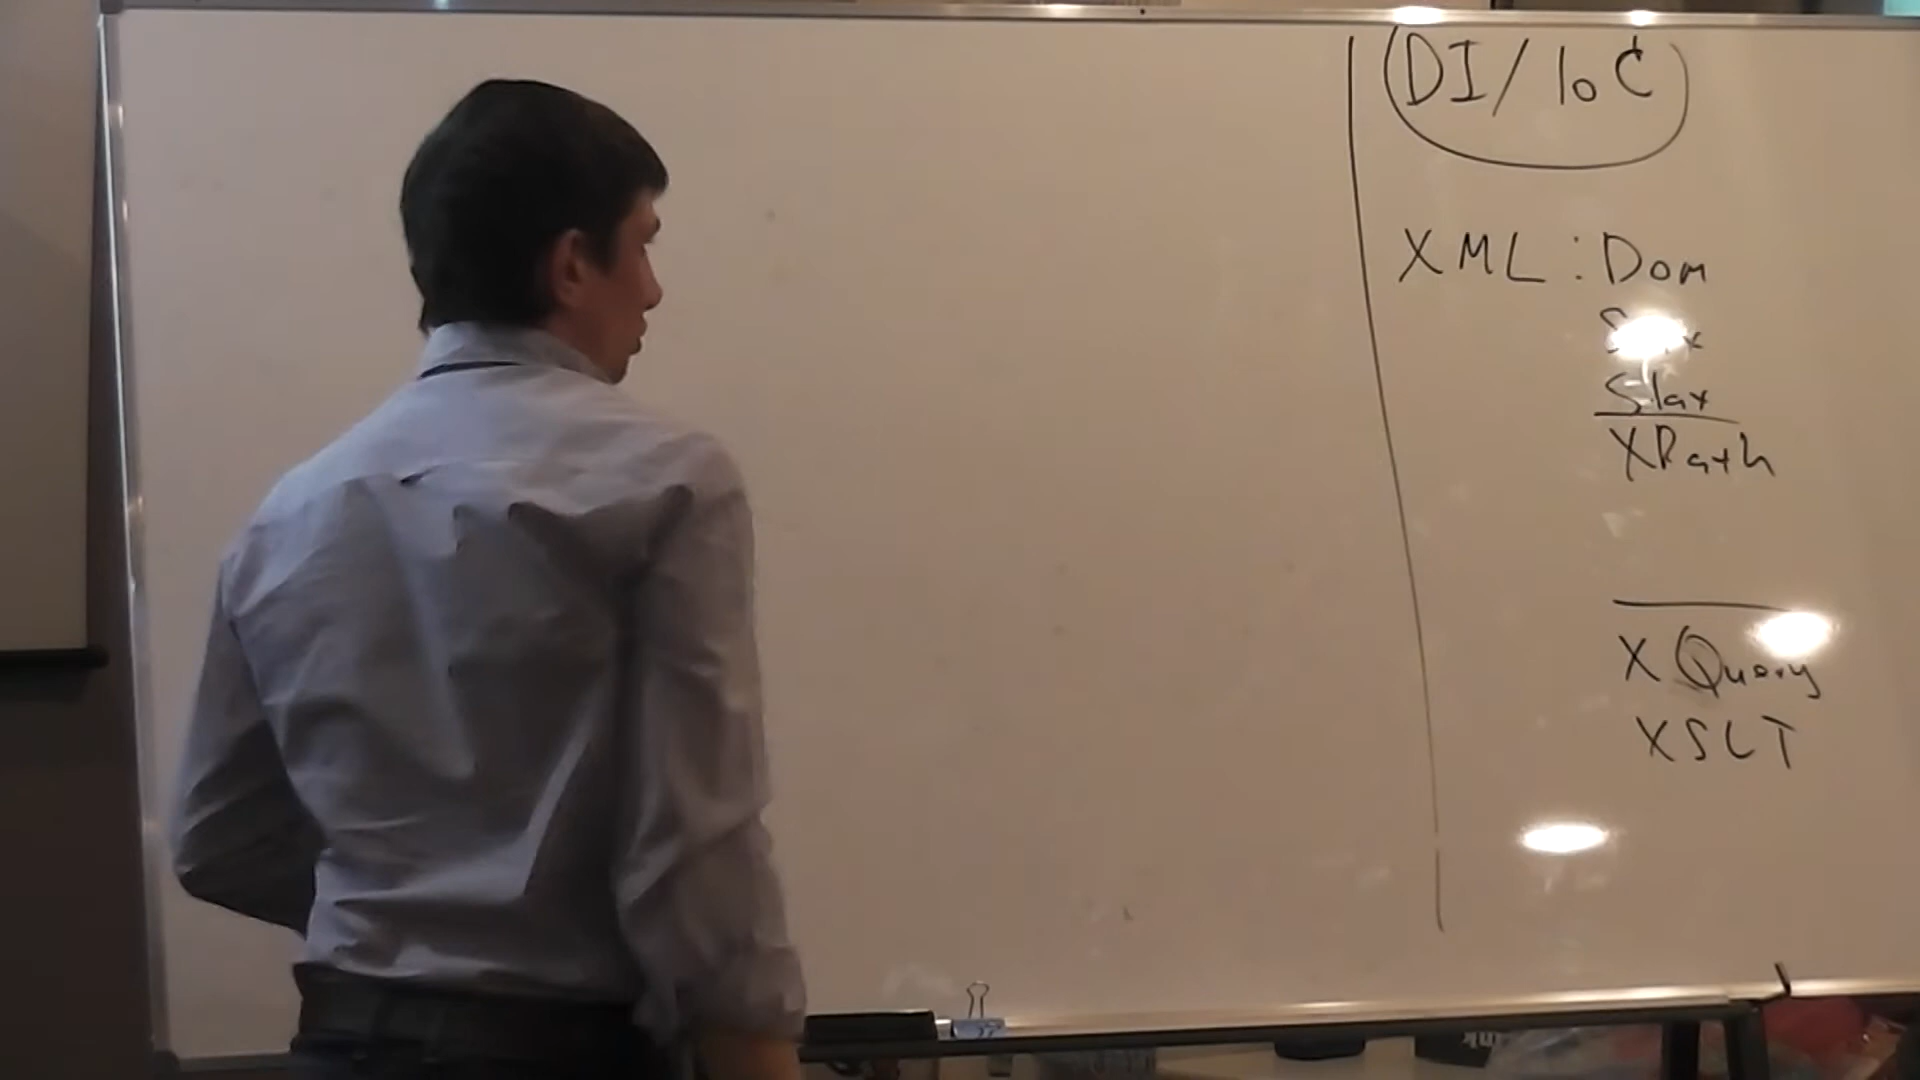 DI/IoC
XML: Dom
Stax
XPath
XQuery
XSLT